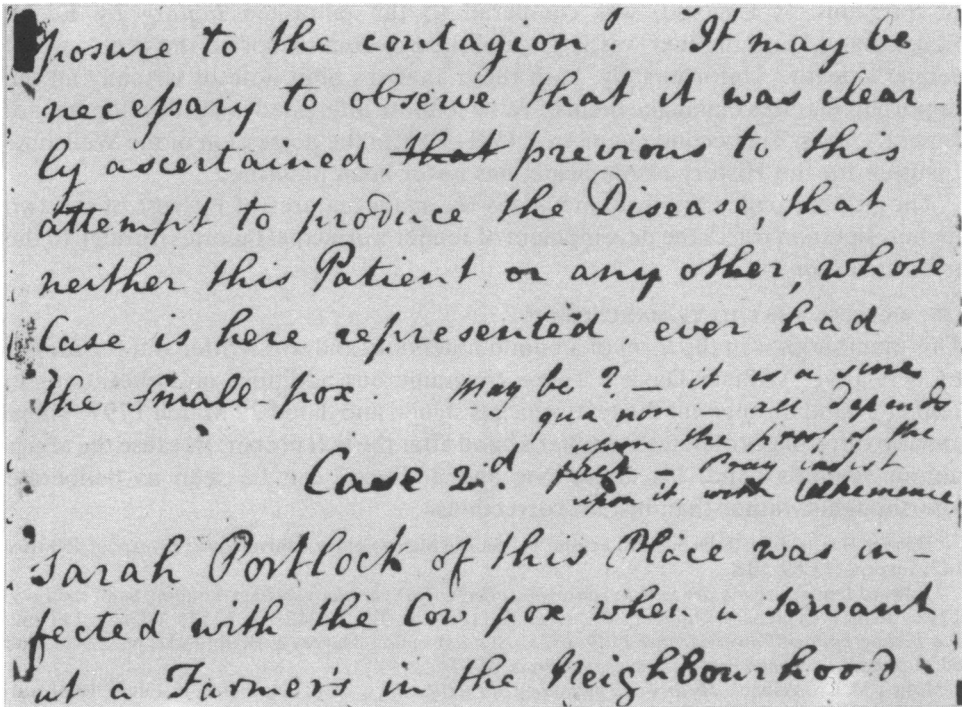 posure to the contagion. It may be
necessary to observe that it was clear
ly ascertained that previous to this
attempt to produce the Disease, that
neither this Patient or any other, whose
Case is here represented ever had
the Small-pox.
may be? it is a sine
qua non — all depends
upon the proof of the
fact — Pray insist
upon it, with Vehemence
Case 2.d
Sarah Portlock of this Place was in-
fected with the Cow pox when a Servant
at a Farmer's in the Neighbourhood.